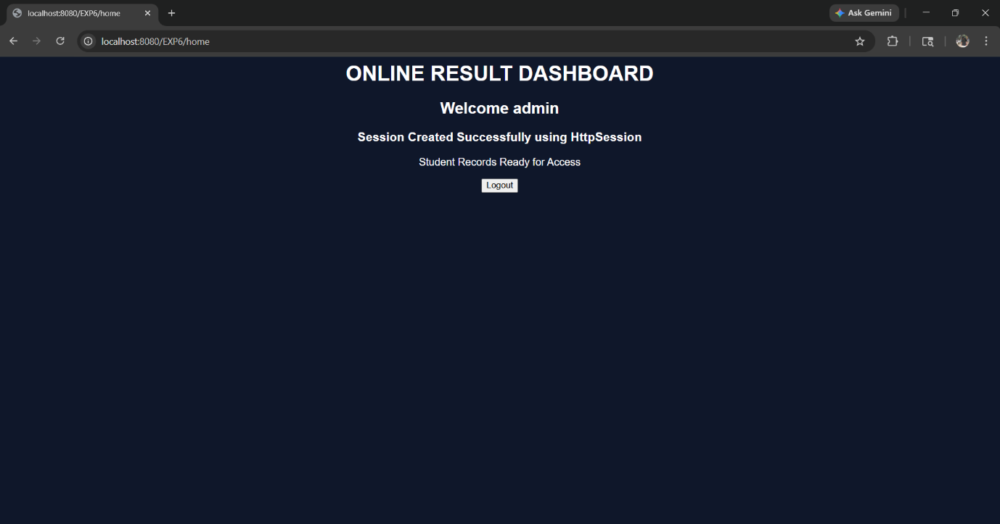 localhost:8080/EXP6/home
Ask Gemini
localhost:8080/EXP6/home
ONLINE RESULT DASHBOARD
Welcome admin
Session Created Successfully using HttpSession
Student Records Ready for Access
Logout